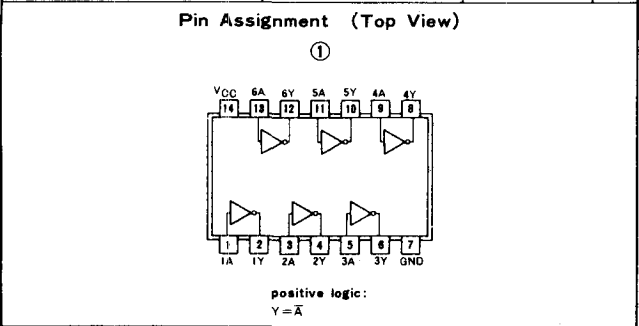 Pin Assignment (Top View)
①
VCC 6A 6Y 5A 5Y 4A 4Y
14 13 12 11 10 9 8
1 2 3 4 5 6 7
1A 1Y 2A 2Y 3A 3Y GND
positive logic:
Y=A̅